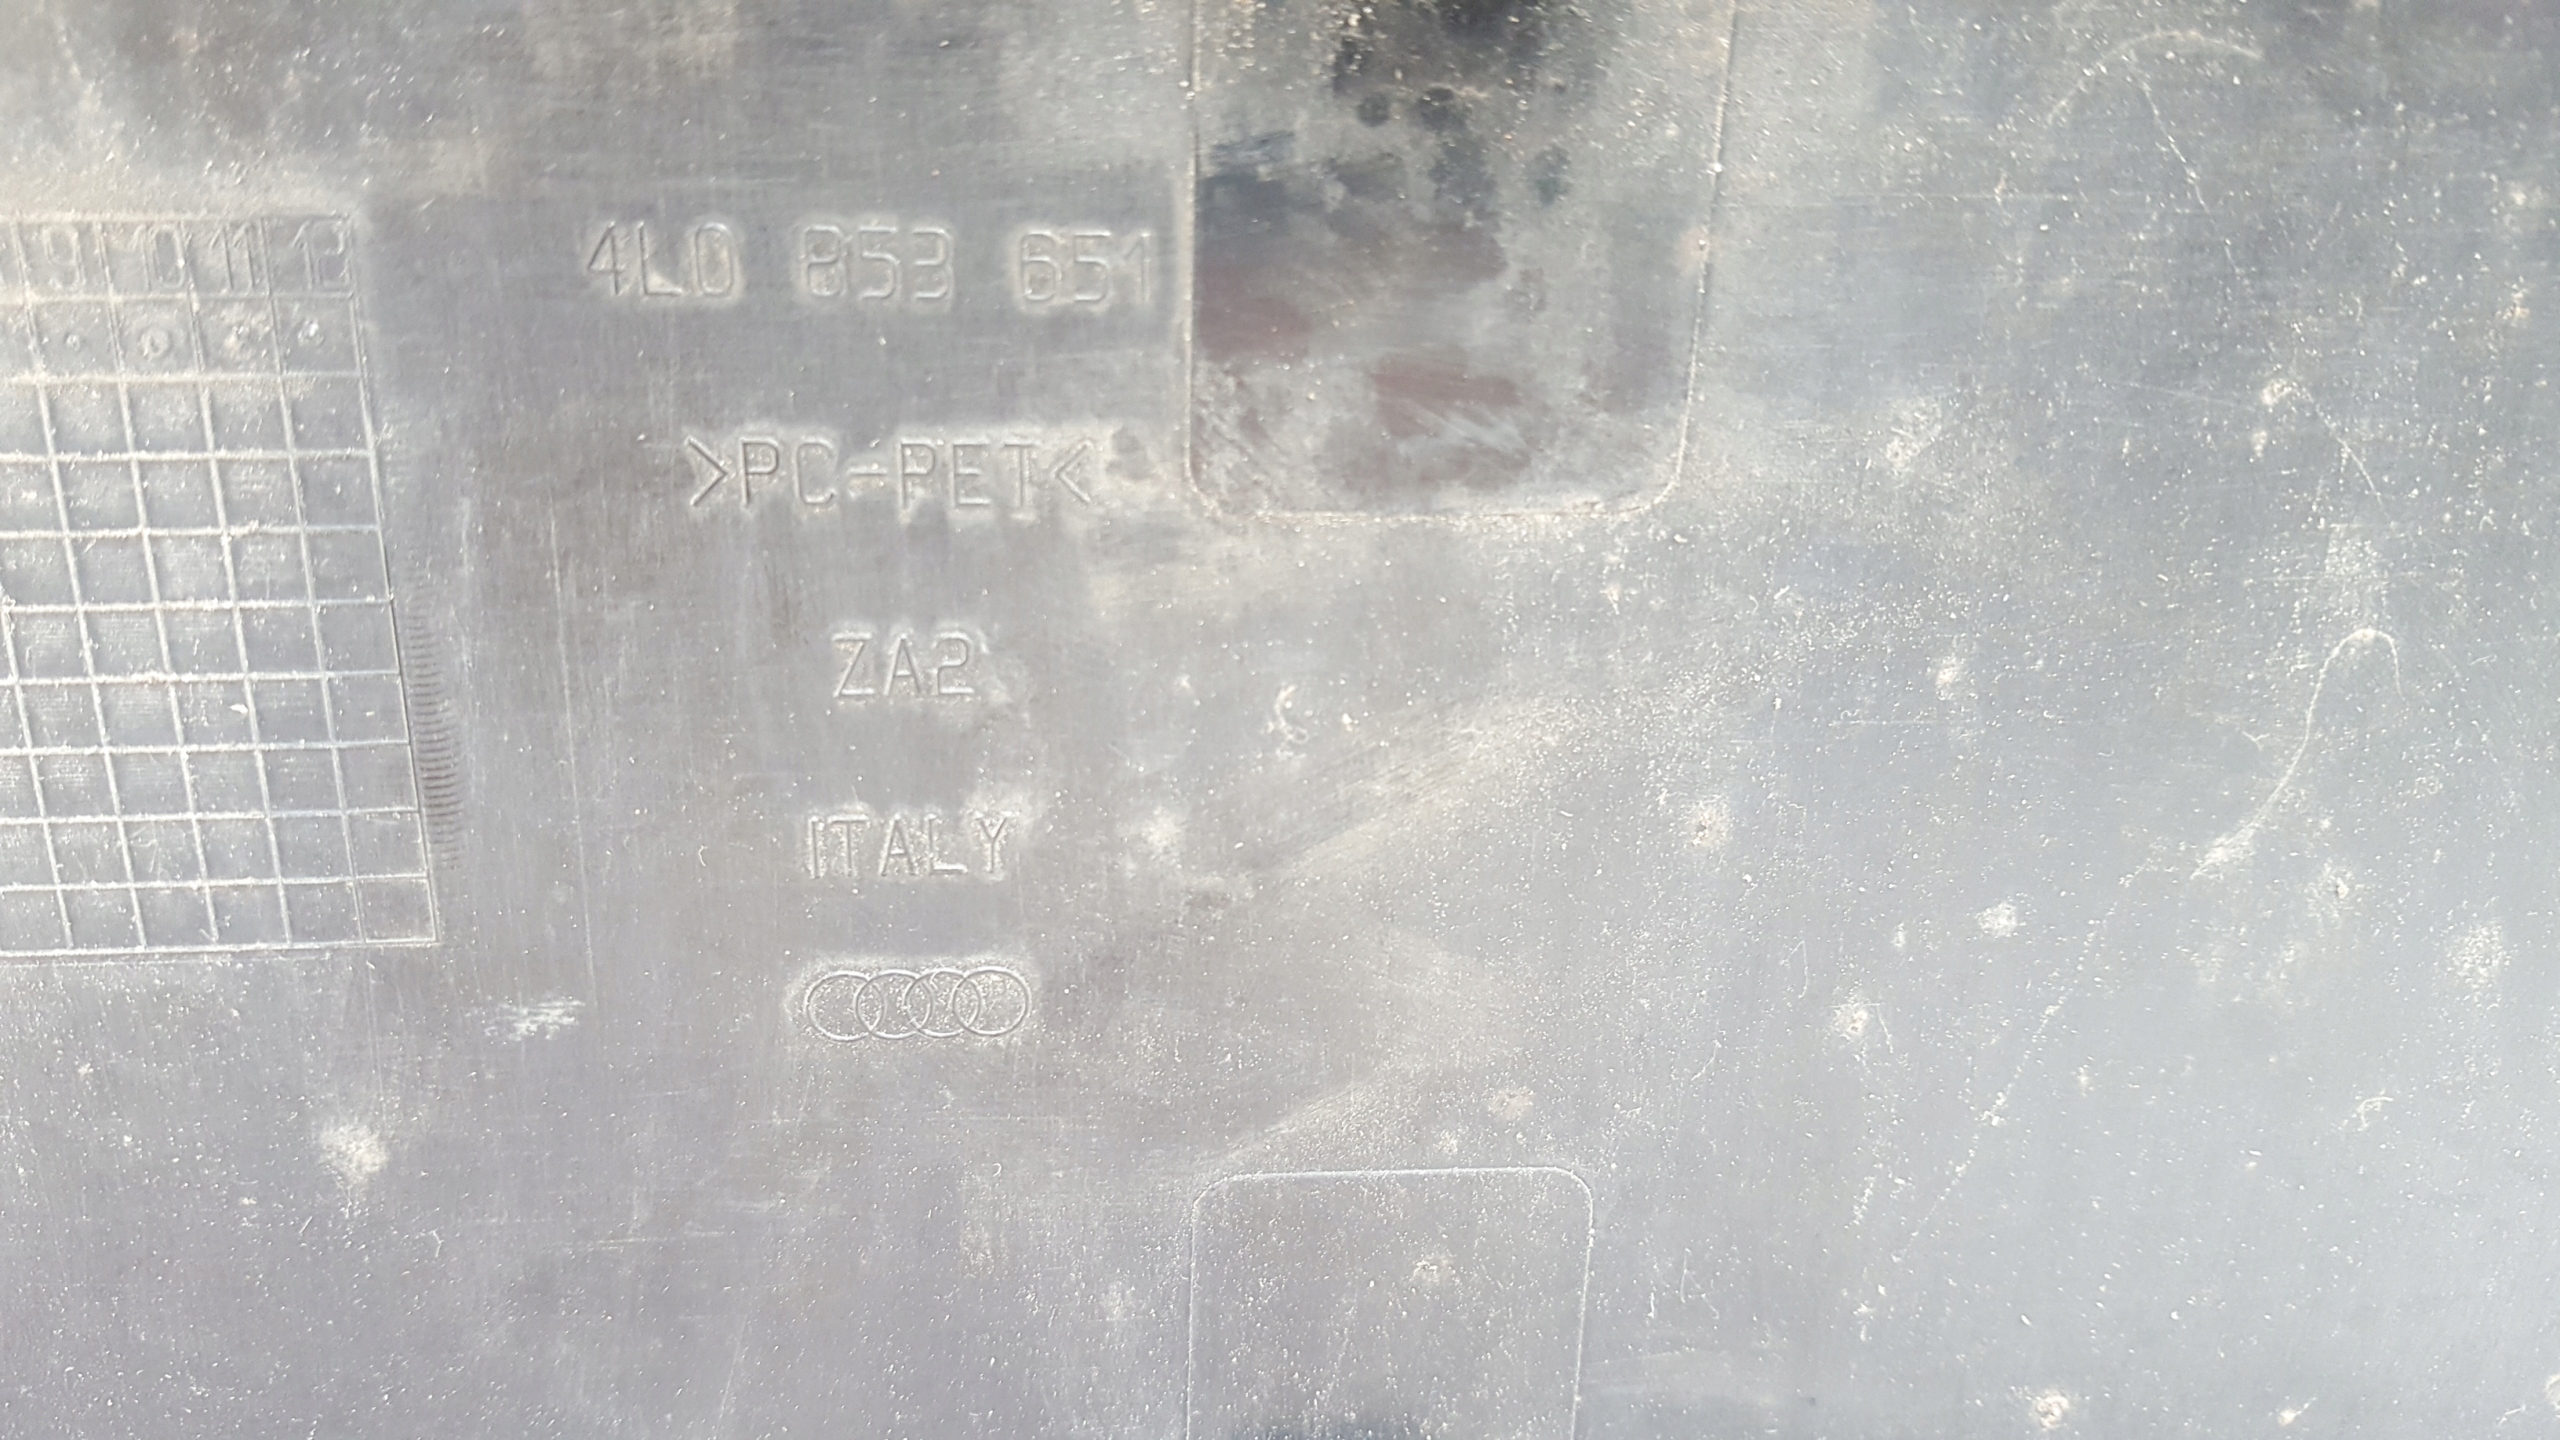 9 10 11 12
4L0 853 651
>PC-PET<
ZA2
ITALY